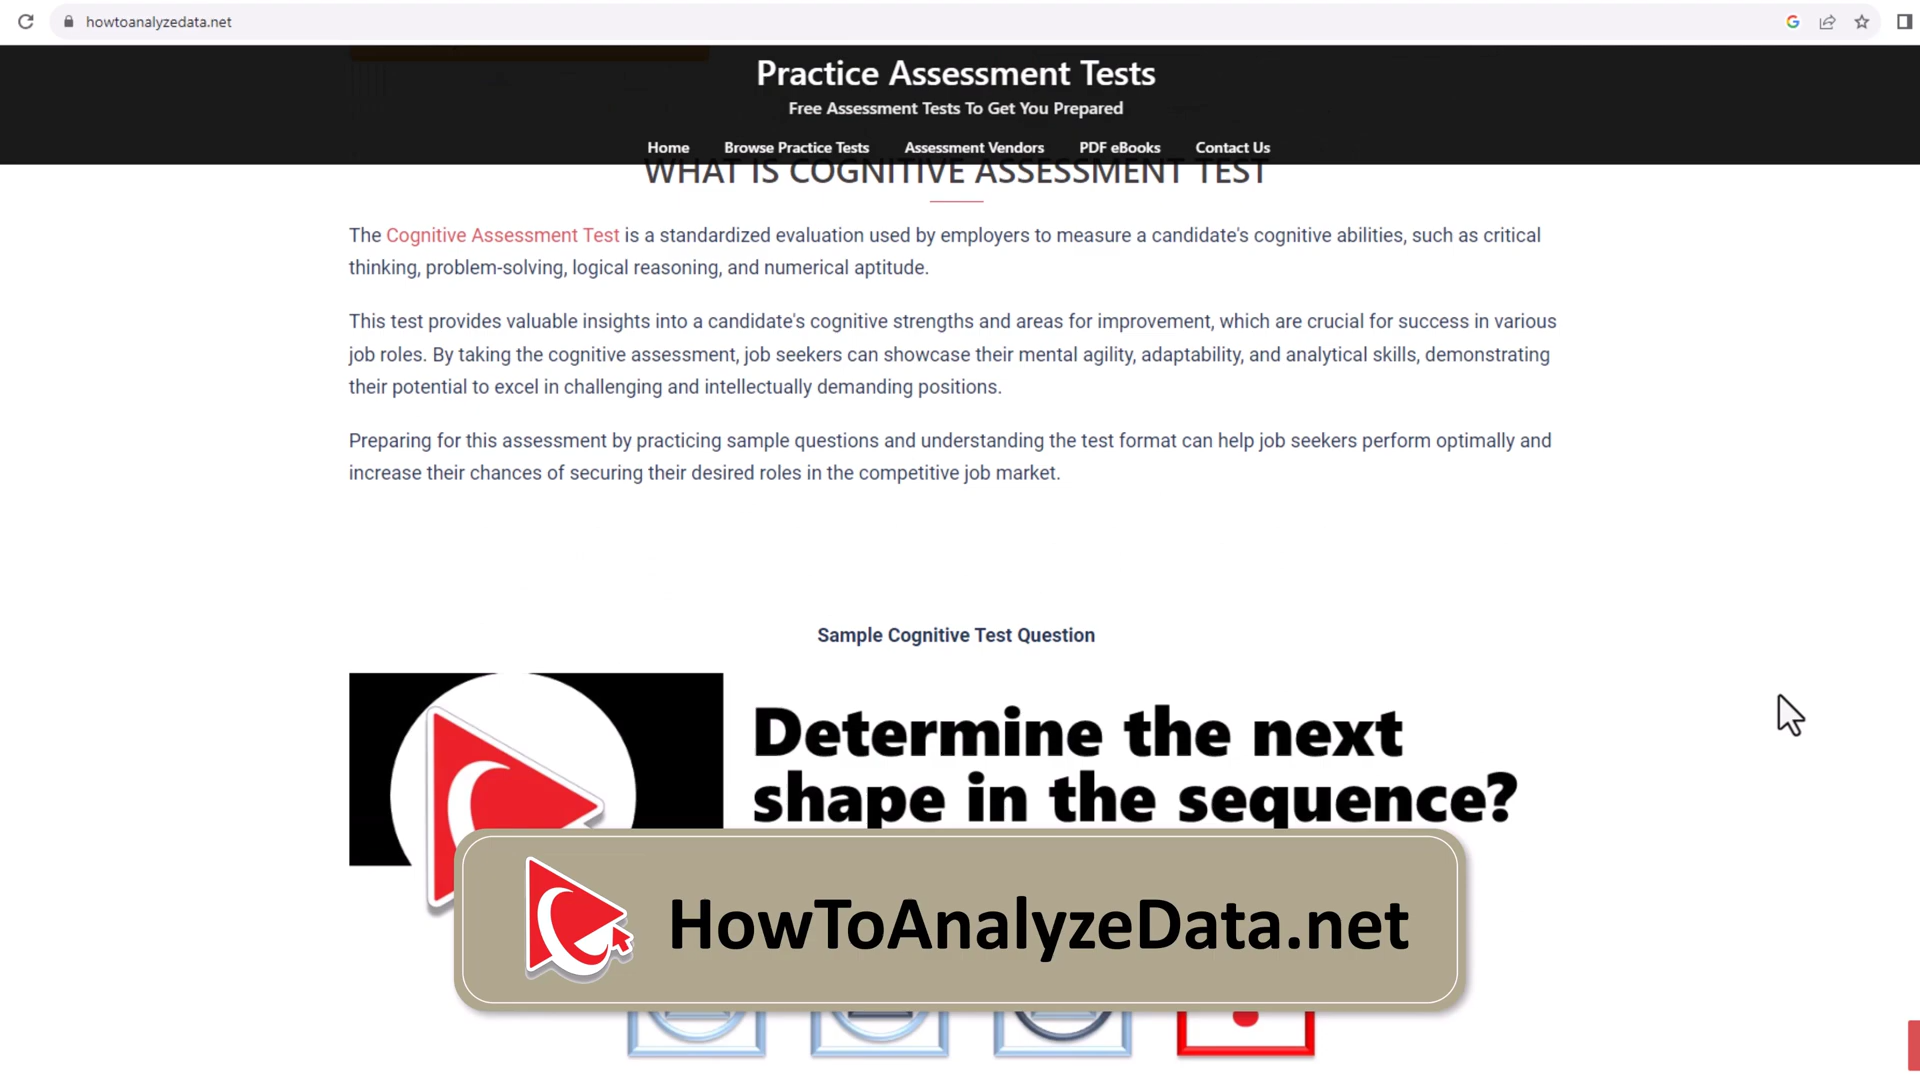 howtoanalyzedata.net
Practice Assessment Tests
Free Assessment Tests To Get You Prepared
Home Browse Practice Tests Assessment Vendors PDF eBooks Contact Us
WHAT IS COGNITIVE ASSESSMENT TEST
The Cognitive Assessment Test is a standardized evaluation used by employers to measure a candidate's cognitive abilities, such as critical
thinking, problem-solving, logical reasoning, and numerical aptitude.
This test provides valuable insights into a candidate's cognitive strengths and areas for improvement, which are crucial for success in various
job roles. By taking the cognitive assessment, job seekers can showcase their mental agility, adaptability, and analytical skills, demonstrating
their potential to excel in challenging and intellectually demanding positions.
Preparing for this assessment by practicing sample questions and understanding the test format can help job seekers perform optimally and
increase their chances of securing their desired roles in the competitive job market.
Sample Cognitive Test Question
Determine the next
shape in the sequence?
HowToAnalyzeData.net